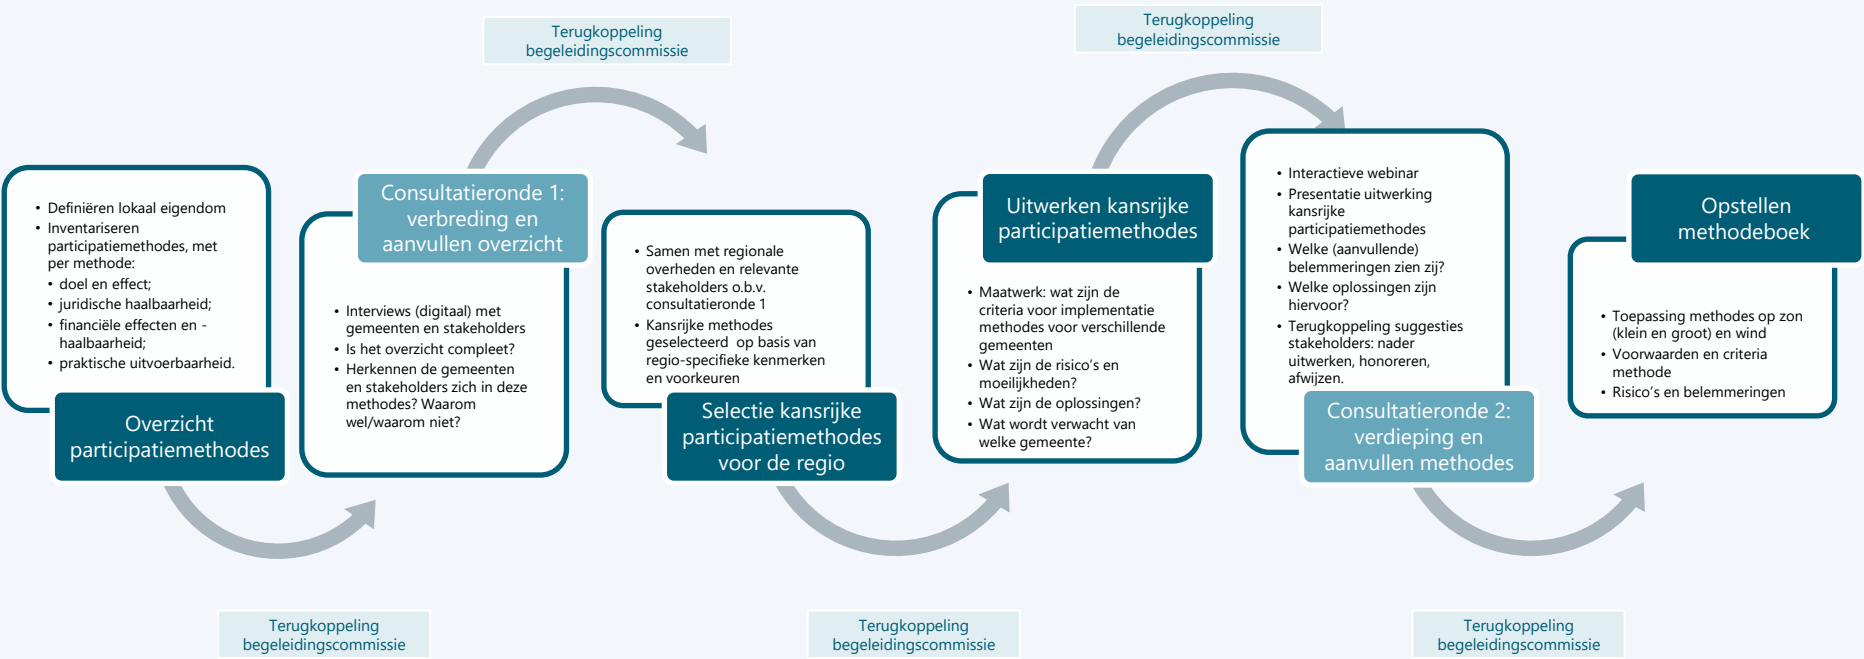 Terugkoppeling
begeleidingscommissie
Terugkoppeling
begeleidingscommissie
• Definiëren lokaal eigendom
• Inventariseren
participatiemethodes, met
per methode:
• doel en effect;
• juridische haalbaarheid;
• financiële effecten en -
haalbaarheid;
• praktische uitvoerbaarheid.
Overzicht
participatiemethodes
Consultatieronde 1:
verbreding en
aanvullen overzicht
• Interviews (digitaal) met
gemeenten en stakeholders
• Is het overzicht compleet?
• Herkennen de gemeenten
en stakeholders zich in deze
methodes? Waarom
wel/waarom niet?
• Samen met regionale
overheden en relevante
stakeholders o.b.v.
consultatieronde 1
• Kansrijke methodes
geselecteerd op basis van
regio-specifieke kenmerken
en voorkeuren
Selectie kansrijke
participatiemethodes
voor de regio
Uitwerken kansrijke
participatiemethodes
• Maatwerk: wat zijn de
criteria voor implementatie
methodes voor verschillende
gemeenten
• Wat zijn de risico's en
moeilijkheden?
• Wat zijn de oplossingen?
• Wat wordt verwacht van
welke gemeente?
• Interactieve webinar
• Presentatie uitwerking
kansrijke
participatiemethodes
• Welke (aanvullende)
belemmeringen zien zij?
• Welke oplossingen zijn
hiervoor?
• Terugkoppeling suggesties
stakeholders: nader
uitwerken, honoreren,
afwijzen.
Consultatieronde 2:
verdieping en
aanvullen methodes
Opstellen
methodeboek
• Toepassing methodes op zon
(klein en groot) en wind
• Voorwaarden en criteria
methode
• Risico's en belemmeringen
Terugkoppeling
begeleidingscommissie
Terugkoppeling
begeleidingscommissie
Terugkoppeling
begeleidingscommissie